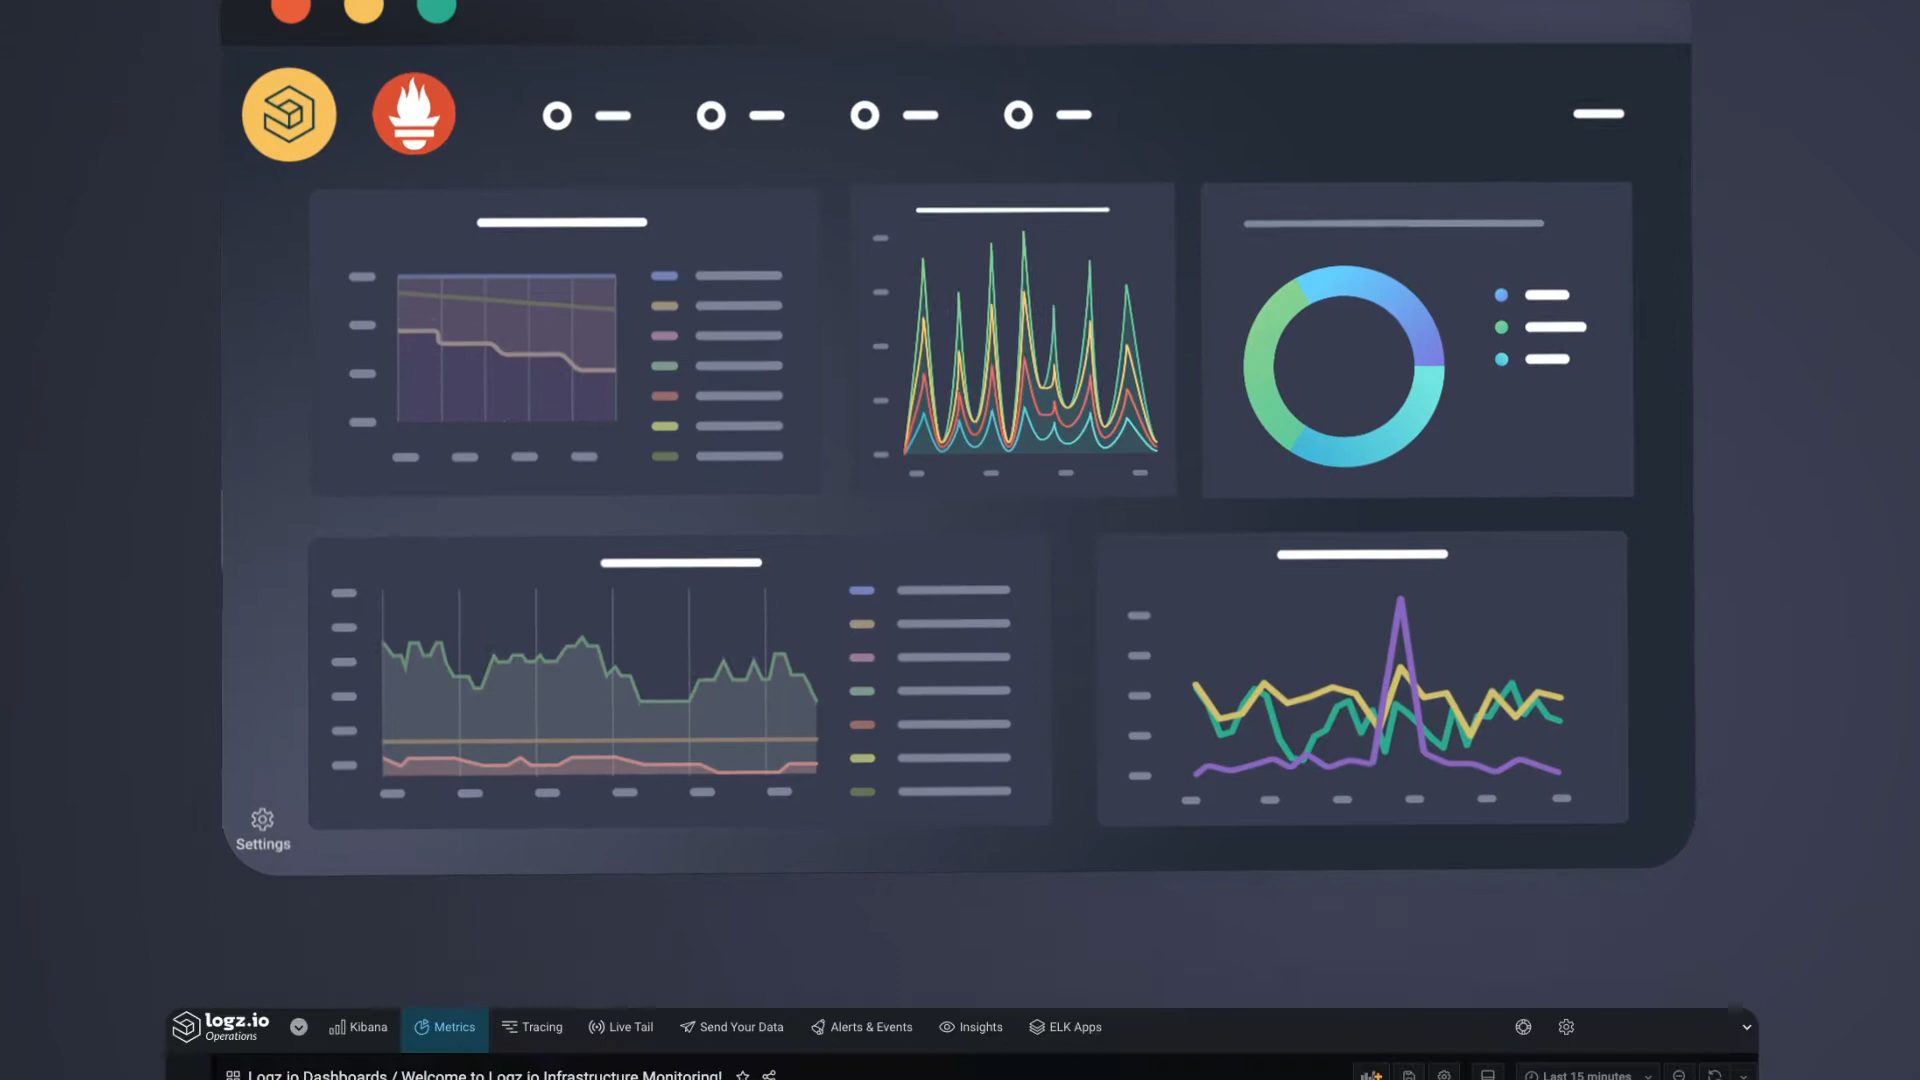 Settings
logz.io
Operations
Kibana
Metrics
Tracing
Live Tail
Send Your Data
Alerts & Events
Insights
ELK Apps
Logz.io Dashboards / Welcome to Logz.io Infrastructure Monitoring!
Last 15 minutes